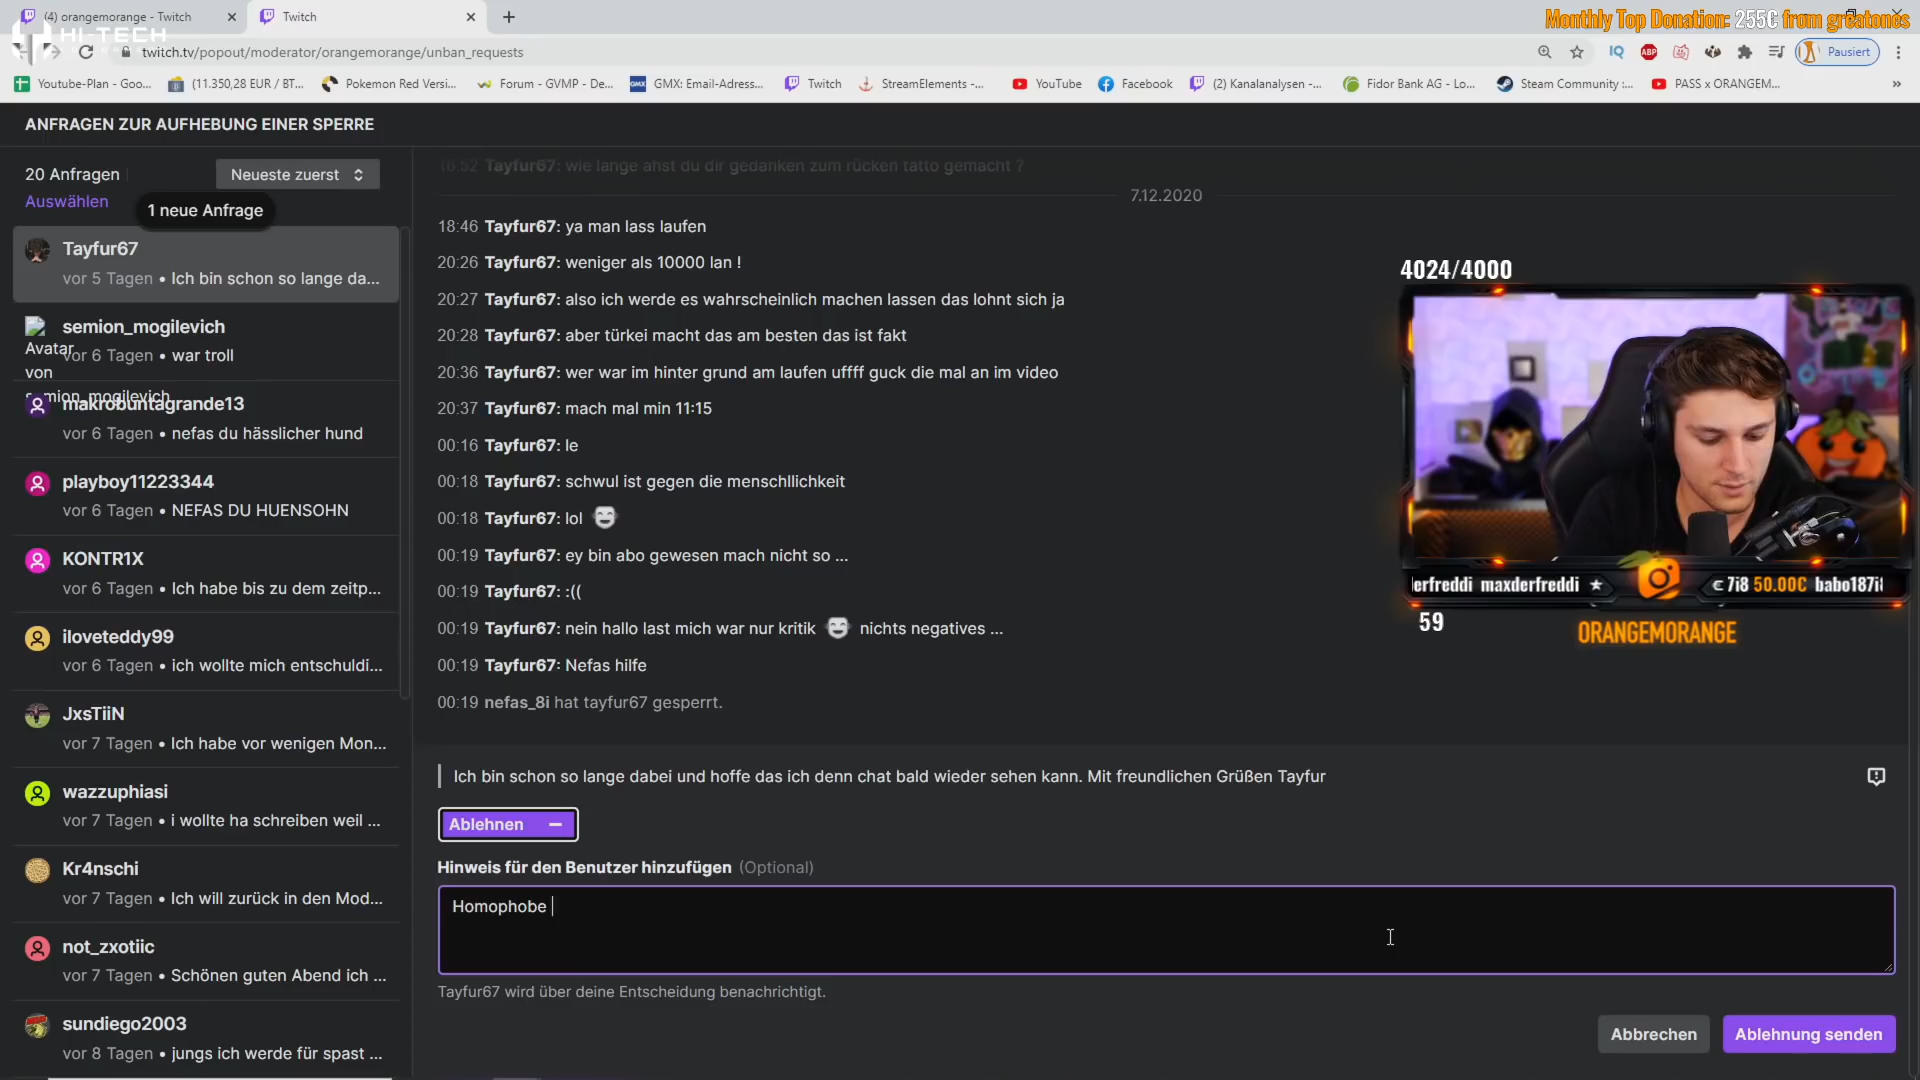 (4) orangemorange - Twitch
Twitch
Monthly Top Donation: 255€ from greatones
HI-TECH
twitch.tv/popout/moderator/orangemorange/unban_requests
IQ
ABP
Pausiert
Youtube-Plan - Goo...
(11.350,28 EUR / BT...
Pokemon Red Versi...
Forum - GVMP - De...
GMX
GMX: Email-Adress...
Twitch
StreamElements -...
YouTube
Facebook
(2) Kanalanalysen -...
Fidor Bank AG - Lo...
Steam Community :...
PASS x ORANGEM...
»
ANFRAGEN ZUR AUFHEBUNG EINER SPERRE
20 Anfragen
Neueste zuerst
Auswählen
1 neue Anfrage
Tayfur67
vor 5 Tagen • Ich bin schon so lange da...
semion_mogilevich
Avatar von semion_mogilevich
vor 6 Tagen • war troll
makrobuntagrande13
vor 6 Tagen • nefas du hässlicher hund
playboy11223344
vor 6 Tagen • NEFAS DU HUENSOHN
KONTR1X
vor 6 Tagen • Ich habe bis zu dem zeitp...
iloveteddy99
vor 6 Tagen • ich wollte mich entschuldi...
JxsTiiN
vor 7 Tagen • Ich habe vor wenigen Mon...
wazzuphiasi
vor 7 Tagen • i wollte ha schreiben weil ...
Kr4nschi
vor 7 Tagen • Ich will zurück in den Mod...
not_zxotiic
vor 7 Tagen • Schönen guten Abend ich ...
sundiego2003
vor 8 Tagen • jungs ich werde für spast ...
16:52 Tayfur67: wie lange ahst du dir gedanken zum rücken tatto gemacht ?
7.12.2020
18:46 Tayfur67: ya man lass laufen
20:26 Tayfur67: weniger als 10000 lan !
20:27 Tayfur67: also ich werde es wahrscheinlich machen lassen das lohnt sich ja
20:28 Tayfur67: aber türkei macht das am besten das ist fakt
20:36 Tayfur67: wer war im hinter grund am laufen uffff guck die mal an im video
20:37 Tayfur67: mach mal min 11:15
00:16 Tayfur67: le
00:18 Tayfur67: schwul ist gegen die menschllichkeit
00:18 Tayfur67: lol
00:19 Tayfur67: ey bin abo gewesen mach nicht so ...
00:19 Tayfur67: :((
00:19 Tayfur67: nein hallo last mich war nur kritik nichts negatives ...
00:19 Tayfur67: Nefas hilfe
00:19 nefas_8i hat tayfur67 gesperrt.
4024/4000
erfreddi maxderfreddi ★
7i8 50.00€ babo187i
59
ORANGEMORANGE
Ich bin schon so lange dabei und hoffe das ich denn chat bald wieder sehen kann. Mit freundlichen Grüßen Tayfur
Ablehnen
Hinweis für den Benutzer hinzufügen (Optional)
Homophobe
Tayfur67 wird über deine Entscheidung benachrichtigt.
Abbrechen
Ablehnung senden